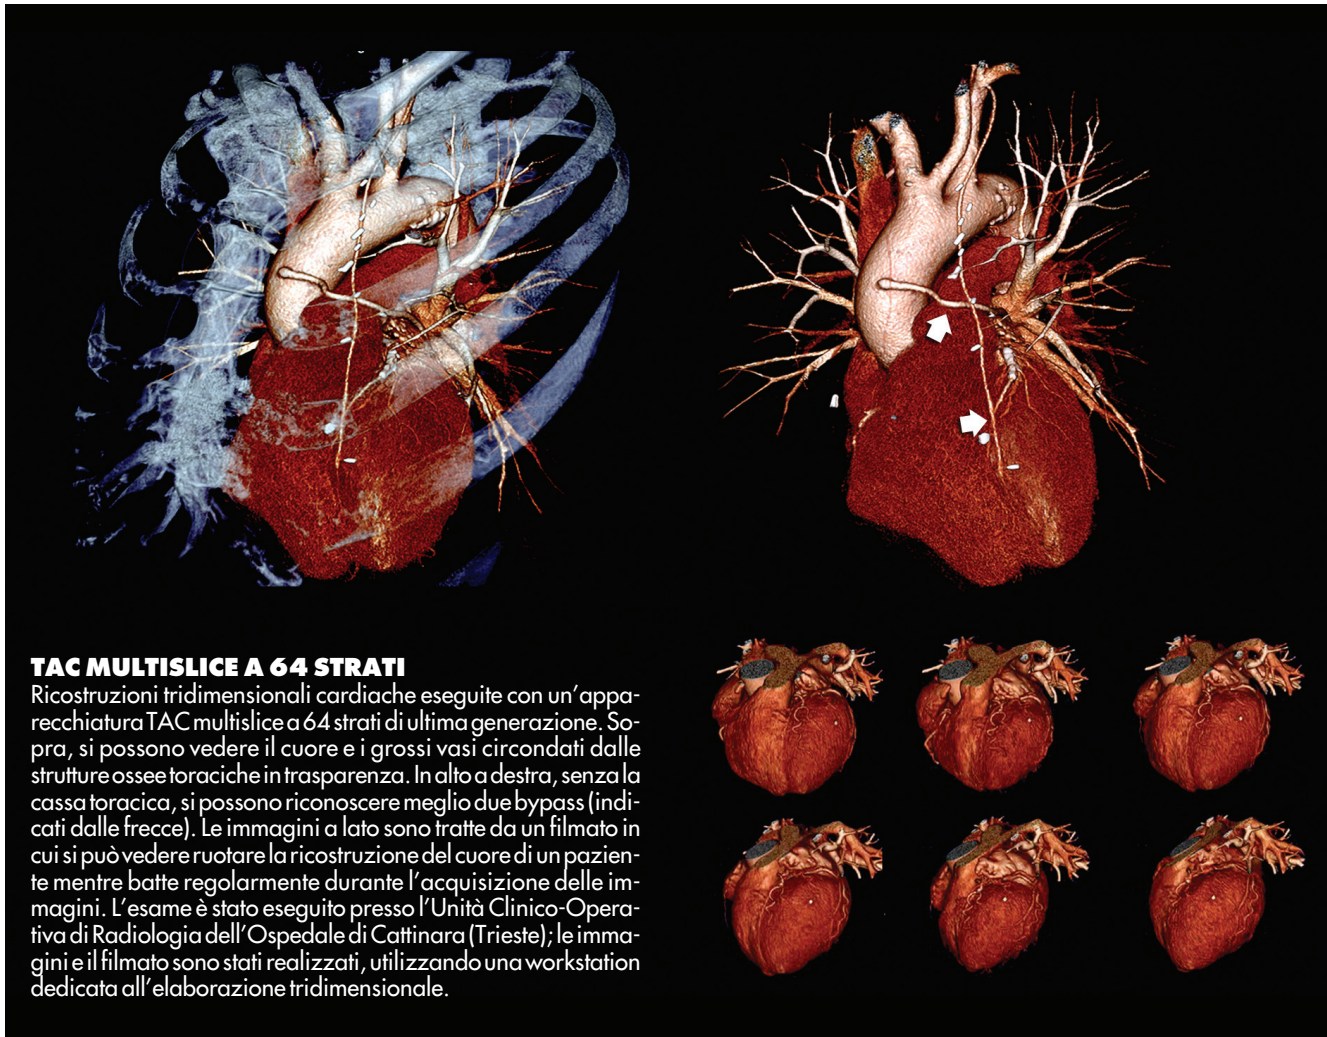 TAC MULTISLICE A 64 STRATI
Ricostruzioni tridimensionali cardiache eseguite con un'appa-
recchiatura TAC multislice a 64 strati di ultima generazione. So-
pra, si possono vedere il cuore e i grossi vasi circondati dalle
strutture ossee toraciche in trasparenza. In alto a destra, senza la
cassa toracica, si possono riconoscere meglio due bypass (indi-
cati dalle frecce). Le immagini a lato sono tratte da un filmato in
cui si può vedere ruotare la ricostruzione del cuore di un pazien-
te mentre batte regolarmente durante l'acquisizione delle im-
magini. L'esame è stato eseguito presso l'Unità Clinico-Opera-
tiva di Radiologia dell'Ospedale di Cattinara (Trieste); le imma-
gini e il filmato sono stati realizzati, utilizzando una workstation
dedicata all'elaborazione tridimensionale.